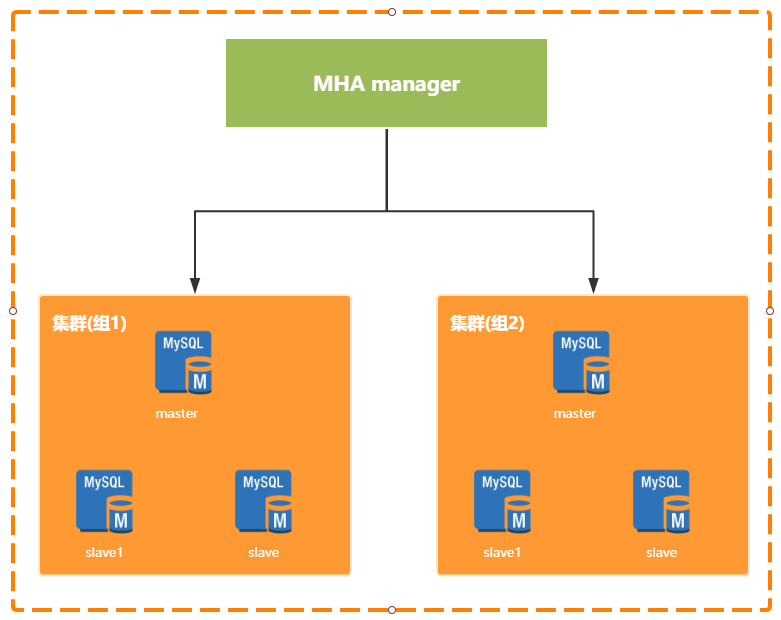 MHA manager
集群(组1)
MySQL
M
master
MySQL
M
slave1
MySQL
M
slave
集群(组2)
MySQL
M
master
MySQL
M
slave1
MySQL
M
slave